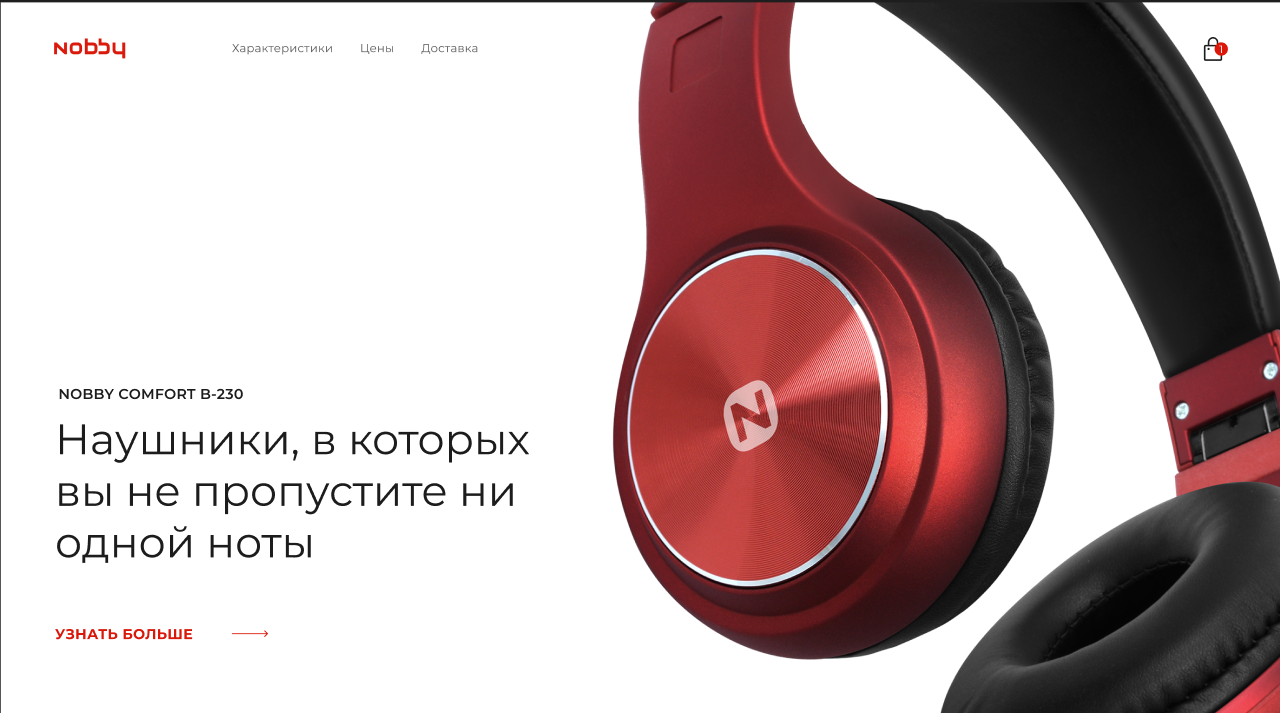 Nobby
Характеристики
Цены
Доставка
1
NOBBY COMFORT B-230
Наушники, в которых
вы не пропустите ни
одной ноты
УЗНАТЬ БОЛЬШЕ
N